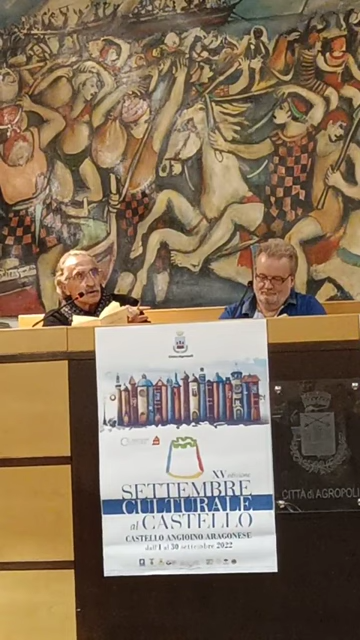 XV edizione
SETTEMBRE
CULTURALE
al CASTELLO
CASTELLO ANGIOINO ARAGONESE
dall'1 al 30 settembre 2022
CITTÀ DI AGROPOLI